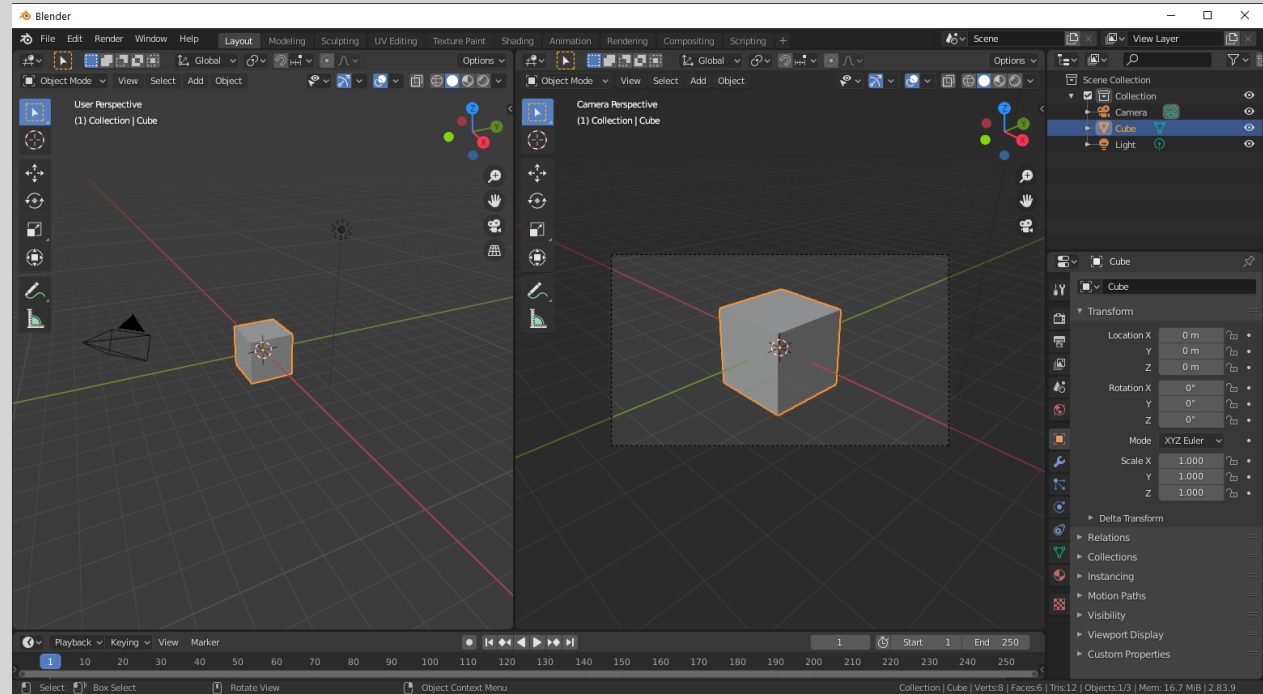 Blender
File Edit Render Window Help Layout Modeling Sculpting UV Editing Texture Paint Shading Animation Rendering Compositing Scripting + Scene View Layer
Global Options
Object Mode View Select Add Object
User Perspective
(1) Collection | Cube
Z
Y
X
Global Options
Object Mode View Select Add Object
Camera Perspective
(1) Collection | Cube
Z
Y
X
Scene Collection
Collection
Camera
Cube
Light
Cube
Cube
Transform
Location X 0 m
Y 0 m
Z 0 m
Rotation X 0°
Y 0°
Z 0°
Mode XYZ Euler
Scale X 1.000
Y 1.000
Z 1.000
Delta Transform
Relations
Collections
Instancing
Motion Paths
Visibility
Viewport Display
Custom Properties
Playback Keying View Marker 1 Start 1 End 250
1 10 20 30 40 50 60 70 80 90 100 110 120 130 140 150 160 170 180 190 200 210 220 230 240 250
Select Box Select Rotate View Object Context Menu Collection | Cube | Verts:8 | Faces:6 | Tris:12 | Objects:1/3 | Mem: 16.7 MiB | 2.83.9